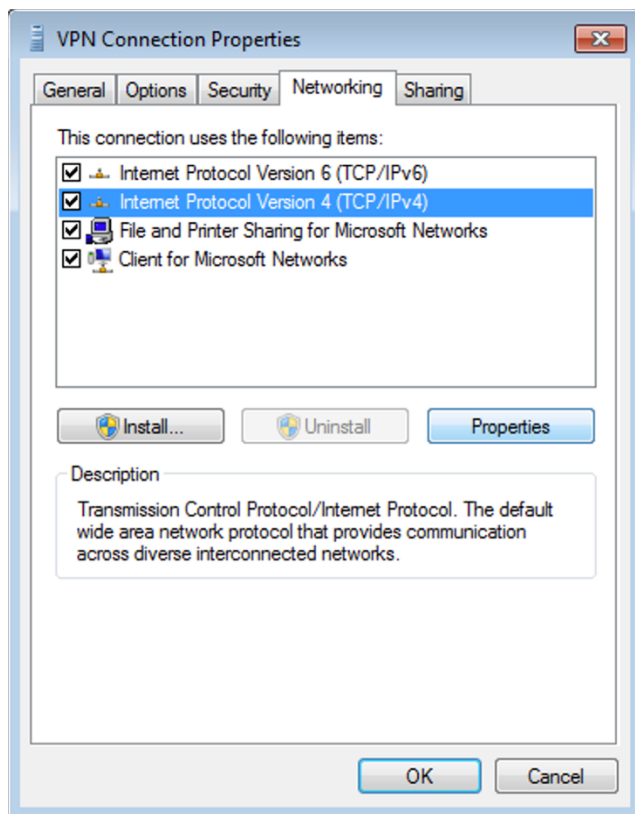 VPN Connection Properties
General Options Security Networking Sharing
This connection uses the following items:
Internet Protocol Version 6 (TCP/IPv6)
Internet Protocol Version 4 (TCP/IPv4)
File and Printer Sharing for Microsoft Networks
Client for Microsoft Networks
Install... Uninstall Properties
Description
Transmission Control Protocol/Internet Protocol. The default
wide area network protocol that provides communication
across diverse interconnected networks.
OK Cancel